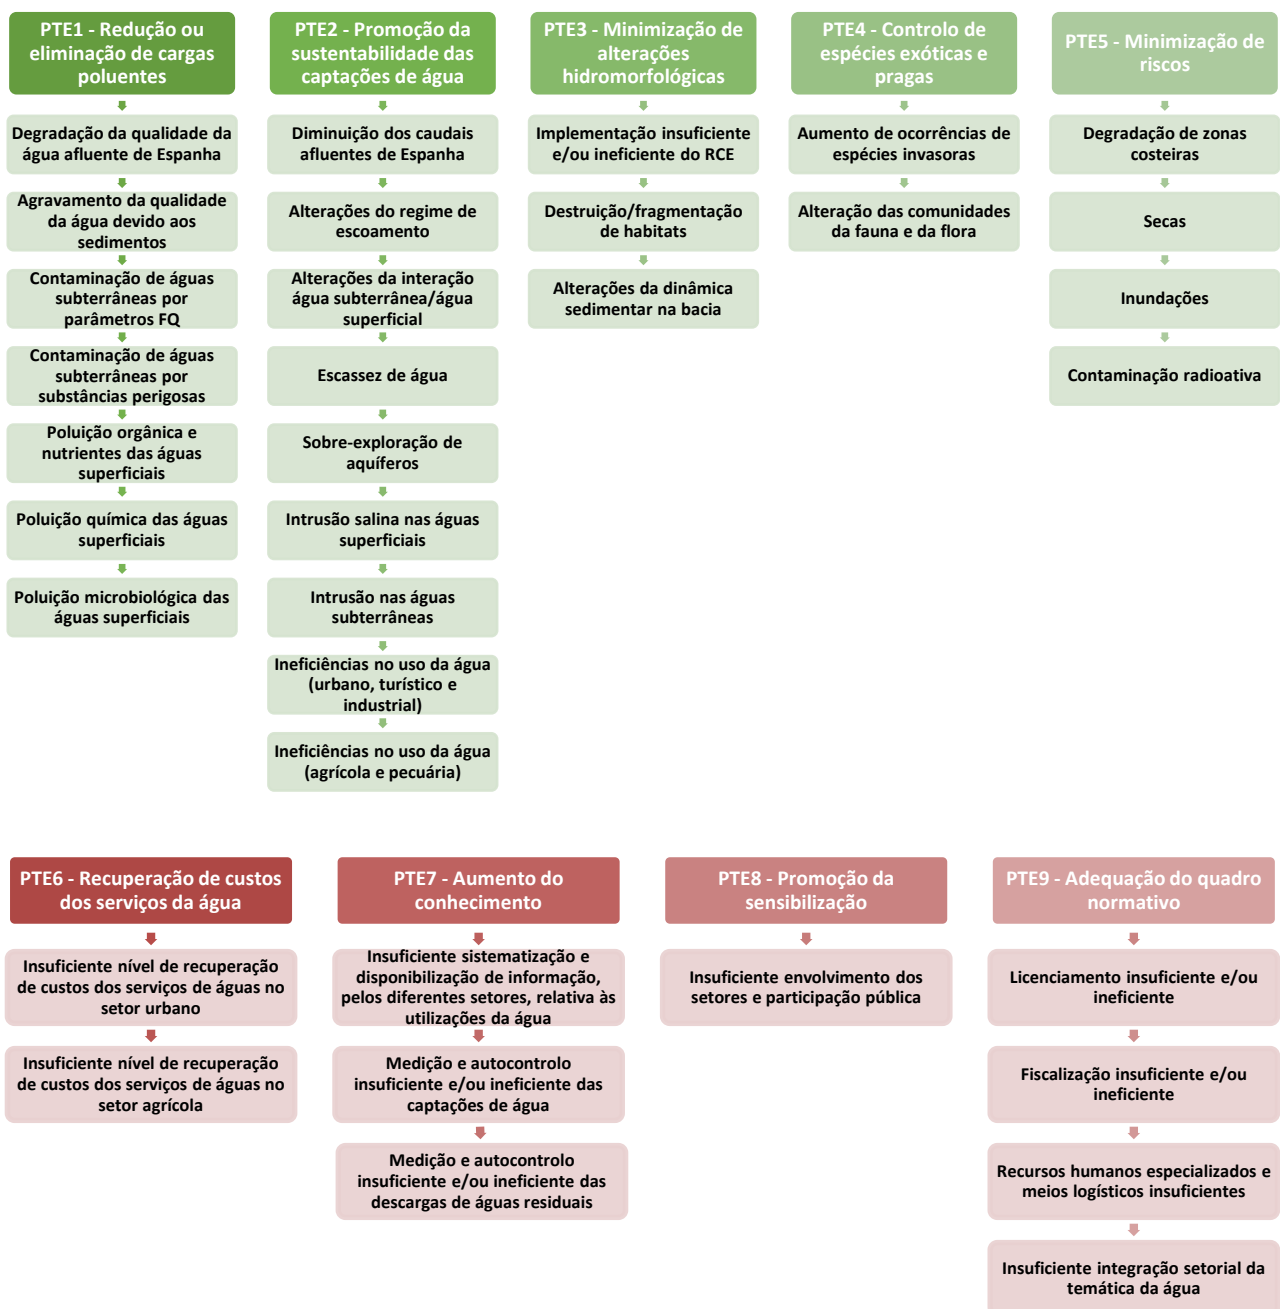 PTE1 - Redução ou
eliminação de cargas
poluentes
Degradação da qualidade da
água afluente de Espanha
Agravamento da qualidade
da água devido aos
sedimentos
Contaminação de águas
subterrâneas por
parâmetros FQ
Contaminação de águas
subterrâneas por
substâncias perigosas
Poluição orgânica e
nutrientes das águas
superficiais
Poluição química das águas
superficiais
Poluição microbiológica das
águas superficiais
PTE2 - Promoção da
sustentabilidade das
captações de água
Diminuição dos caudais
afluentes de Espanha
Alterações do regime de
escoamento
Alterações da interação
água subterrânea/água
superficial
Escassez de água
Sobre-exploração de
aquíferos
Intrusão salina nas águas
superficiais
Intrusão nas águas
subterrâneas
Ineficiências no uso da água
(urbano, turístico e
industrial)
Ineficiências no uso da água
(agrícola e pecuária)
PTE3 - Minimização de
alterações
hidromorfológicas
Implementação insuficiente
e/ou ineficiente do RCE
Destruição/fragmentação
de habitats
Alterações da dinâmica
sedimentar na bacia
PTE4 - Controlo de
espécies exóticas e
pragas
Aumento de ocorrências de
espécies invasoras
Alteração das comunidades
da fauna e da flora
PTE5 - Minimização de
riscos
Degradação de zonas
costeiras
Secas
Inundações
Contaminação radioativa
PTE6 - Recuperação de custos
dos serviços da água
Insuficiente nível de recuperação
de custos dos serviços de águas no
setor urbano
Insuficiente nível de recuperação
de custos dos serviços de águas no
setor agrícola
PTE7 - Aumento do
conhecimento
Insuficiente sistematização e
disponibilização de informação,
pelos diferentes setores, relativa às
utilizações da água
Medição e autocontrolo
insuficiente e/ou ineficiente das
captações de água
Medição e autocontrolo
insuficiente e/ou ineficiente das
descargas de águas residuais
PTE8 - Promoção da
sensibilização
Insuficiente envolvimento dos
setores e participação pública
PTE9 - Adequação do quadro
normativo
Licenciamento insuficiente e/ou
ineficiente
Fiscalização insuficiente e/ou
ineficiente
Recursos humanos especializados e
meios logísticos insuficientes
Insuficiente integração setorial da
temática da água